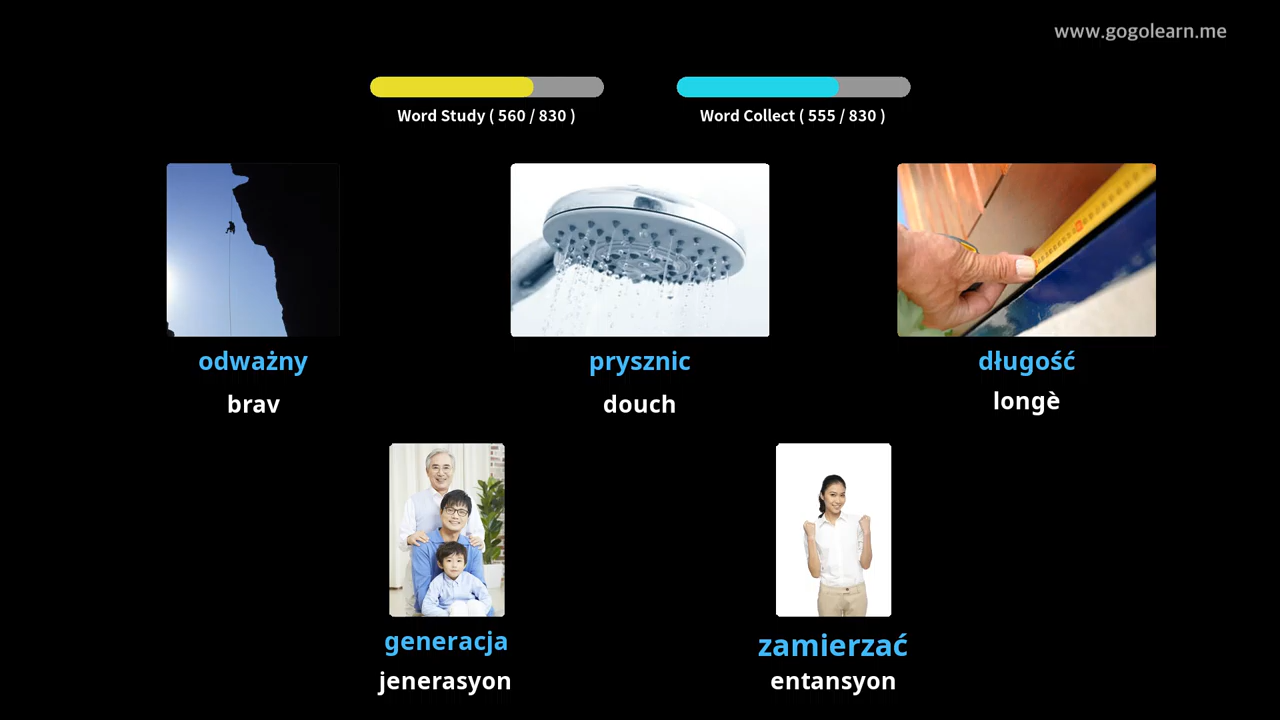 www.gogolearn.me
Word Study ( 560 / 830 )
Word Collect ( 555 / 830 )
odważny
prysznic
długość
brav
douch
longè
generacja
zamierzać
jenerasyon
entansyon